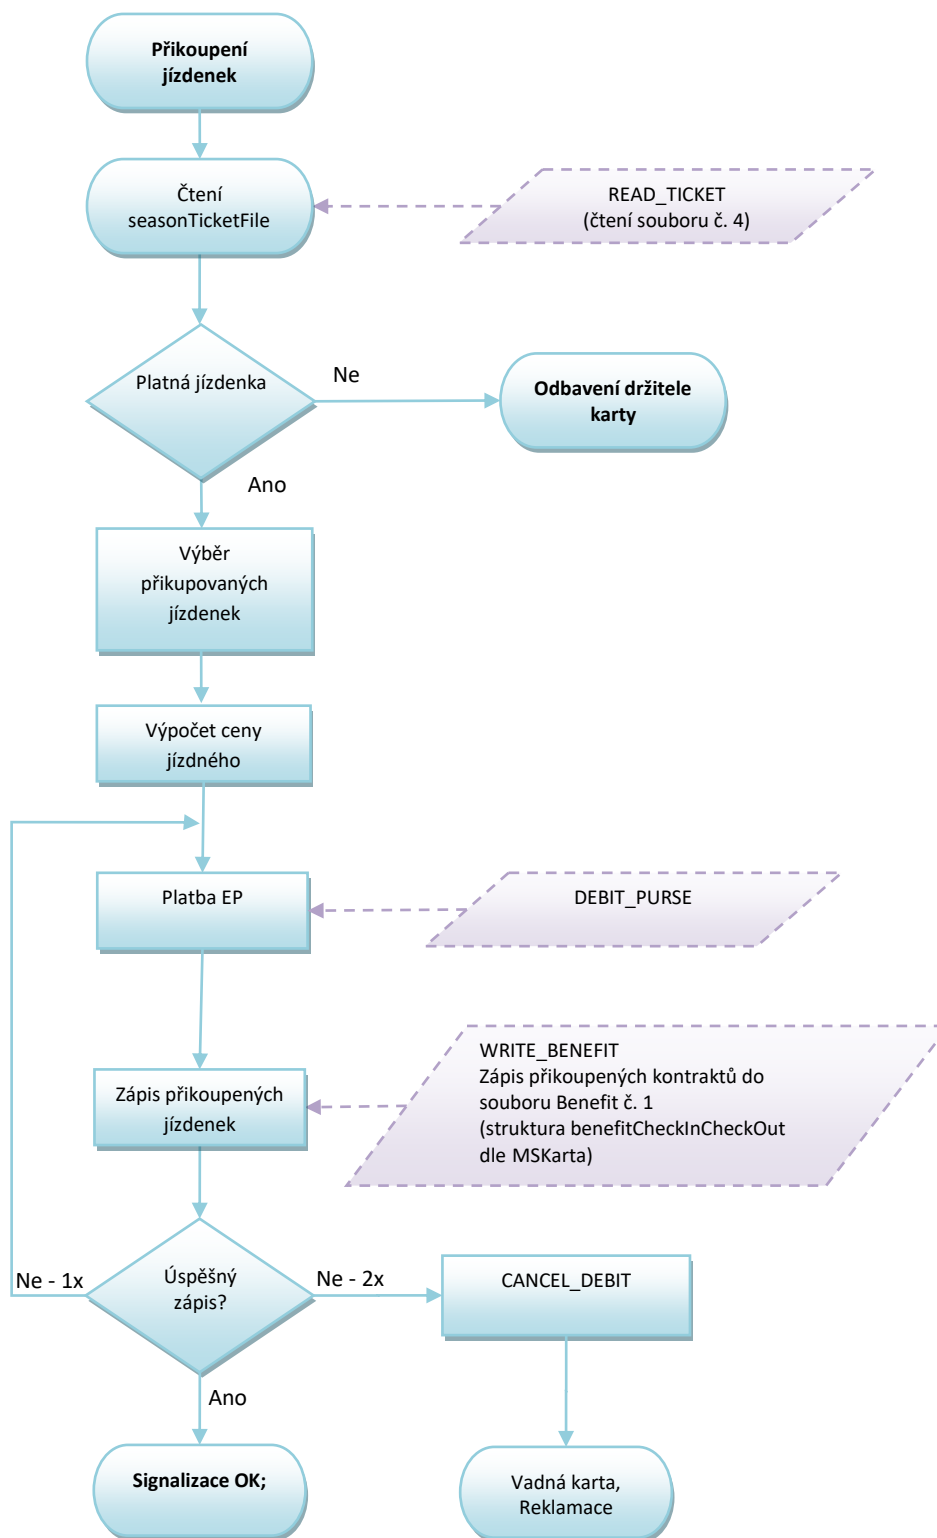 Přikoupení
jízdenek
Čtení
seasonTicketFile
READ_TICKET
(čtení souboru č. 4)
Platná jízdenka
Ne
Odbavení držitele
karty
Ano
Výběr
přikupovaných
jízdenek
Výpočet ceny
jízdného
Platba EP
DEBIT_PURSE
WRITE_BENEFIT
Zápis přikoupených kontraktů do
souboru Benefit č. 1
(struktura benefitCheckInCheckOut
dle MSKarta)
Zápis přikoupených
jízdenek
Ne - 1x
Úspěšný
zápis?
Ne - 2x
CANCEL_DEBIT
Ano
Signalizace OK;
Vadná karta,
Reklamace